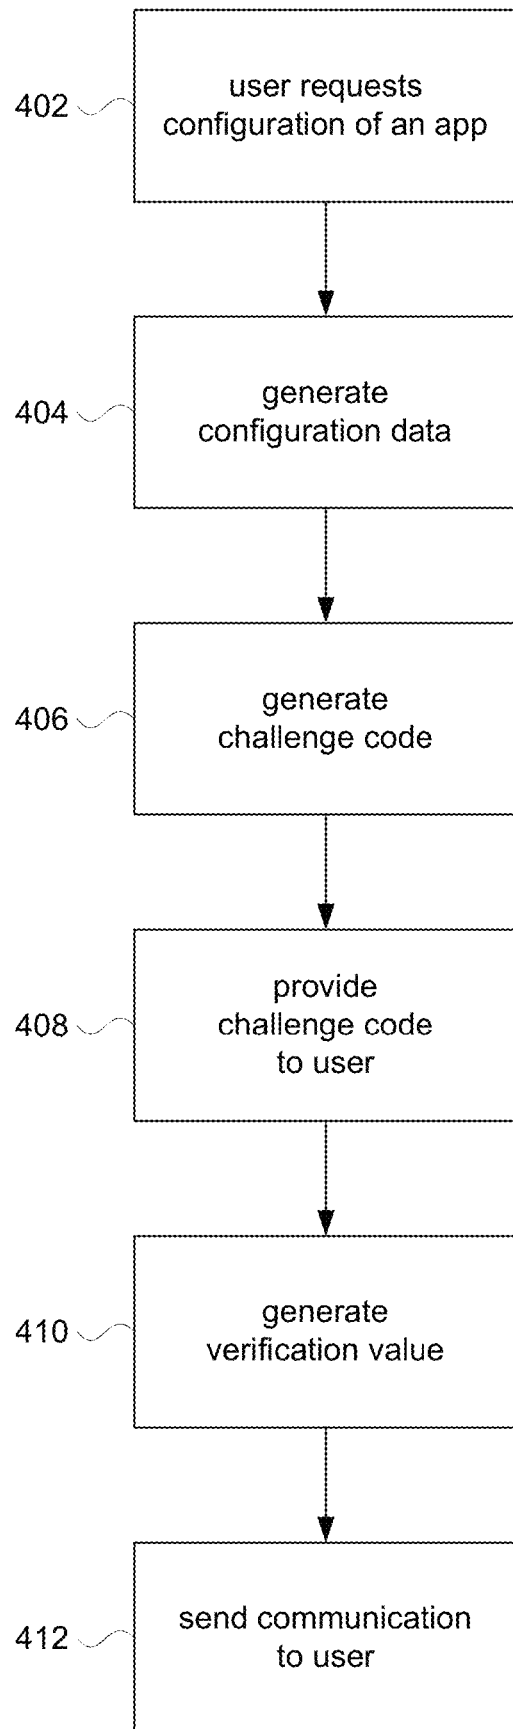 402
user requests
configuration of an app
404
generate
configuration data
406
generate
challenge code
408
provide
challenge code
to user
410
generate
verification value
412
send communication
to user